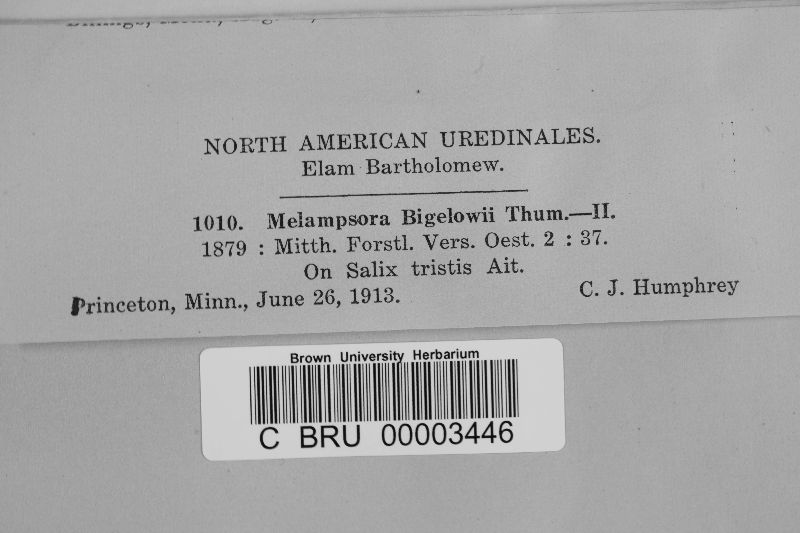 NORTH AMERICAN UREDINALES.
Elam Bartholomew.
1010. Melampsora Bigelowii Thum.—II.
1879 : Mitth. Forstl. Vers. Oest. 2 : 37.
On Salix tristis Ait.
Princeton, Minn., June 26, 1913. C. J. Humphrey
Brown University Herbarium
C BRU 00003446